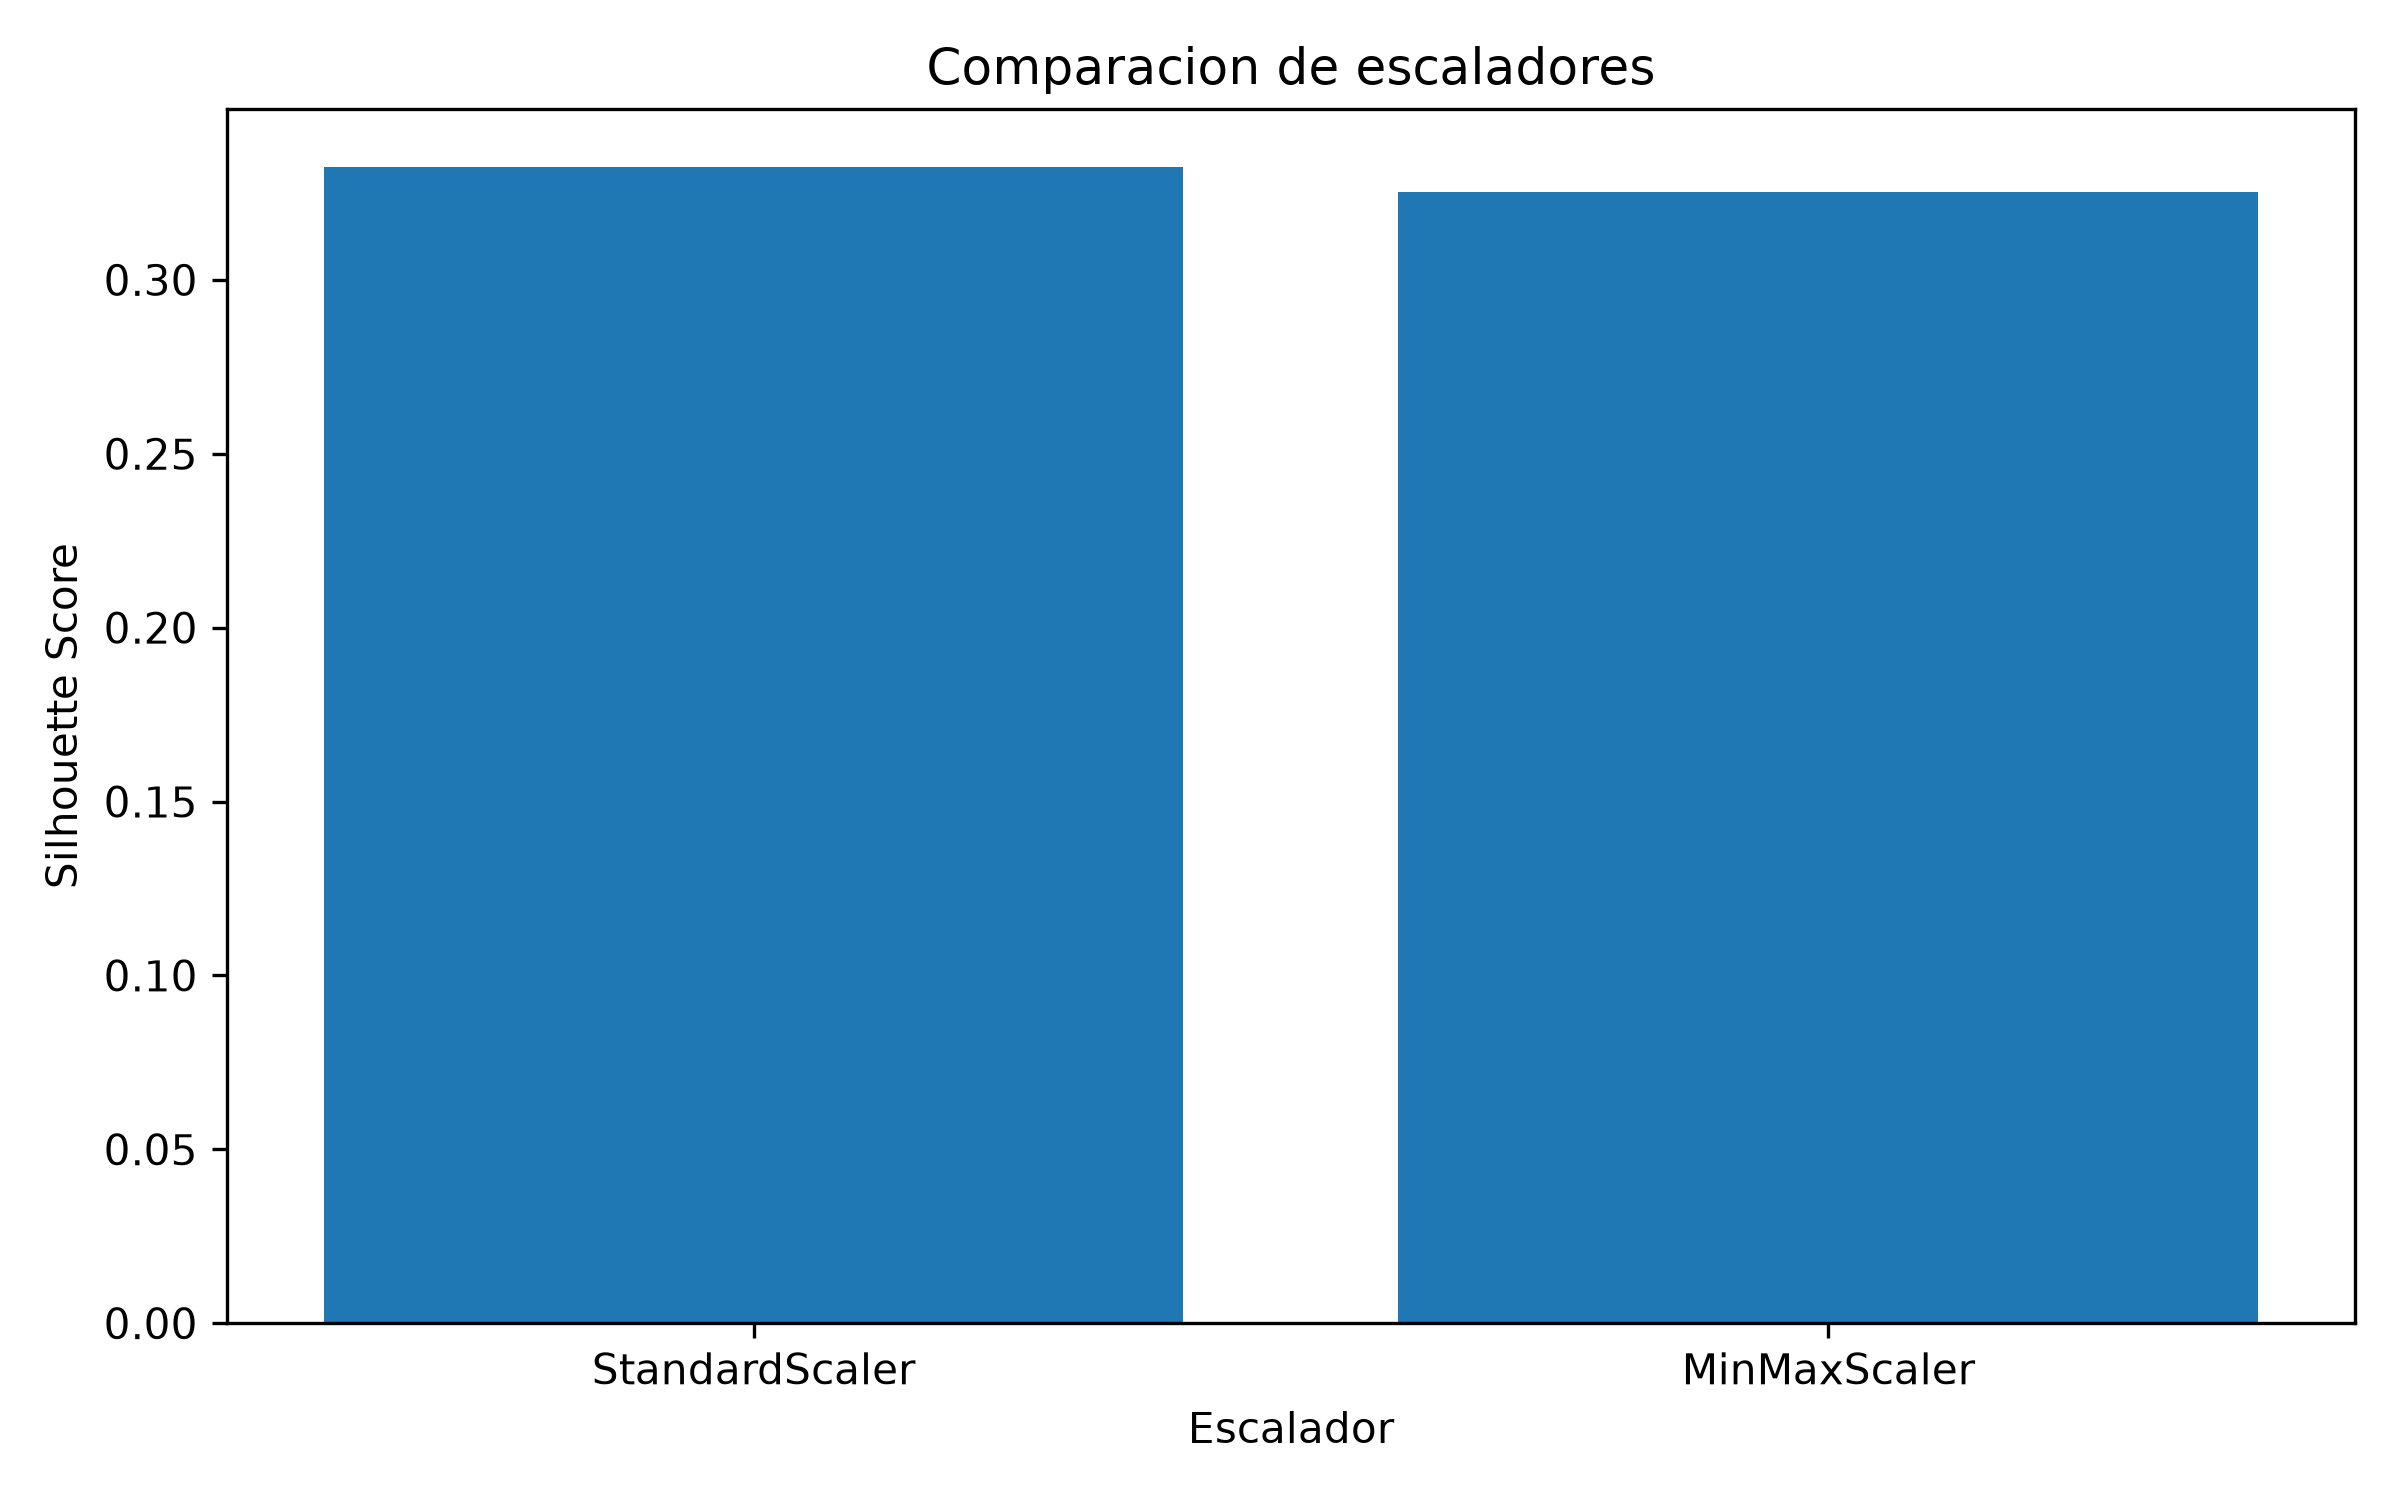 Comparacion de escaladores
Silhouette Score
0.30
0.25
0.20
0.15
0.10
0.05
0.00
StandardScaler
MinMaxScaler
Escalador